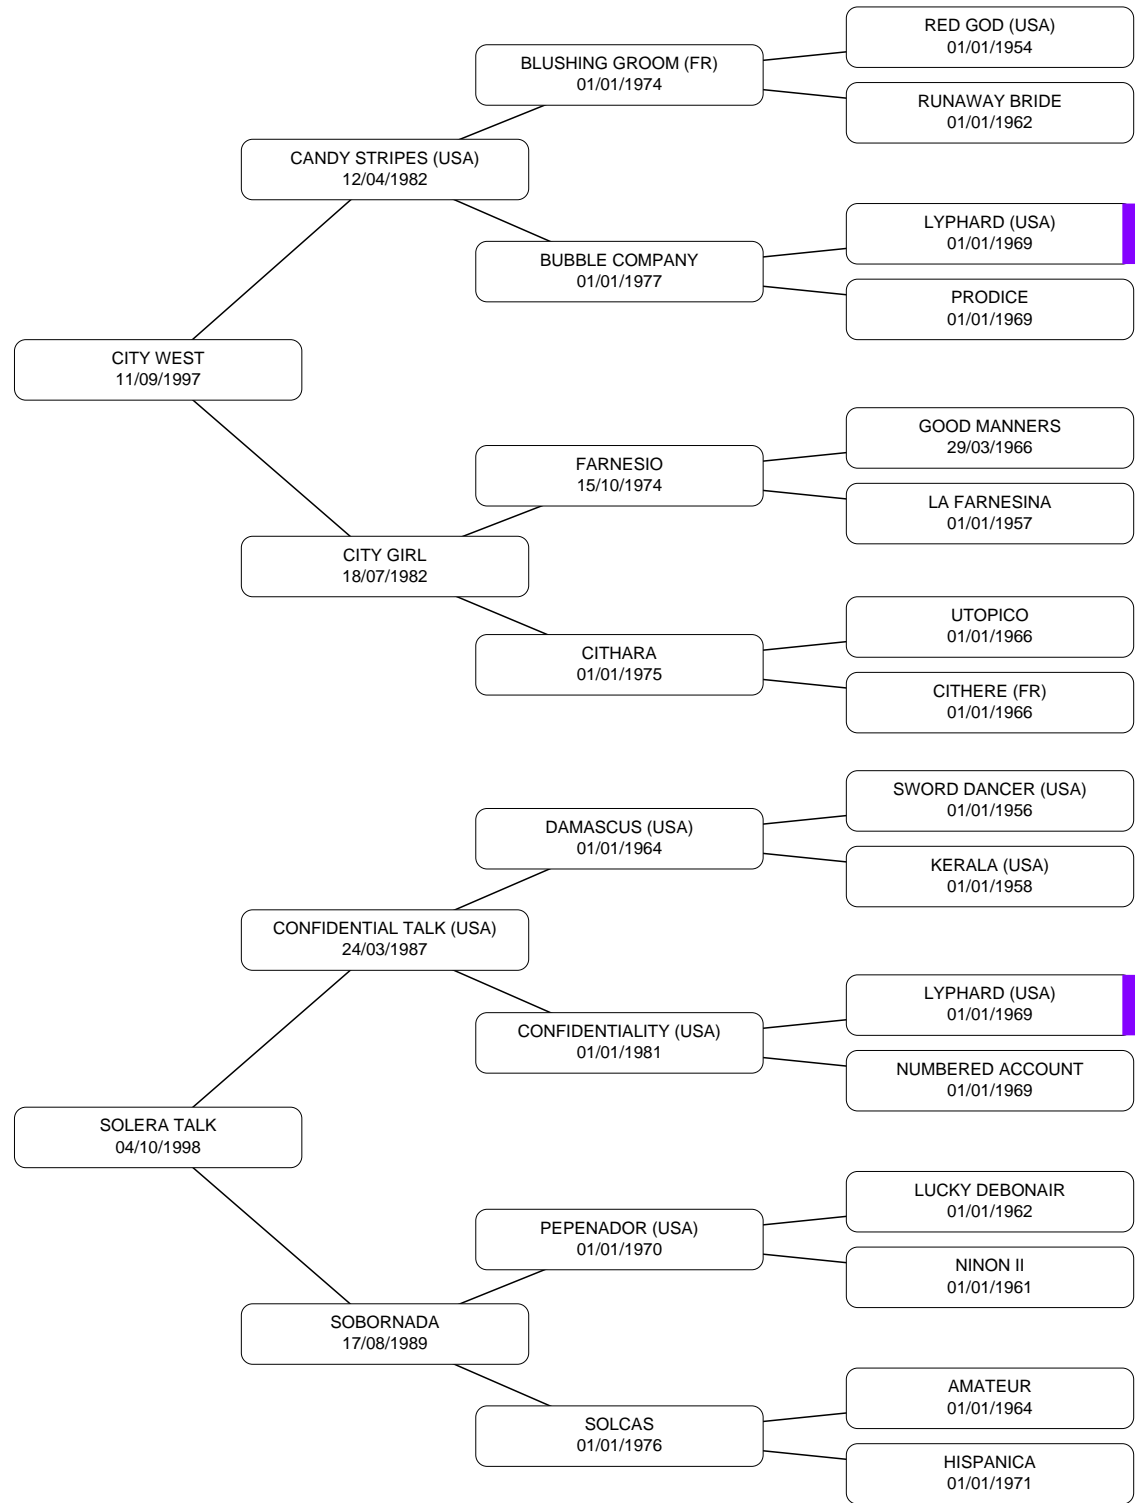 RED GOD (USA)
01/01/1954
BLUSHING GROOM (FR)
01/01/1974
RUNAWAY BRIDE
01/01/1962
CANDY STRIPES (USA)
12/04/1982
LYPHARD (USA)
01/01/1969
BUBBLE COMPANY
01/01/1977
PRODICE
01/01/1969
CITY WEST
11/09/1997
GOOD MANNERS
29/03/1966
FARNESIO
15/10/1974
LA FARNESINA
01/01/1957
CITY GIRL
18/07/1982
UTOPICO
01/01/1966
CITHARA
01/01/1975
CITHERE (FR)
01/01/1966
SWORD DANCER (USA)
01/01/1956
DAMASCUS (USA)
01/01/1964
KERALA (USA)
01/01/1958
CONFIDENTIAL TALK (USA)
24/03/1987
LYPHARD (USA)
01/01/1969
CONFIDENTIALITY (USA)
01/01/1981
NUMBERED ACCOUNT
01/01/1969
SOLERA TALK
04/10/1998
LUCKY DEBONAIR
01/01/1962
PEPENADOR (USA)
01/01/1970
NINON II
01/01/1961
SOBORNADA
17/08/1989
AMATEUR
01/01/1964
SOLCAS
01/01/1976
HISPANICA
01/01/1971